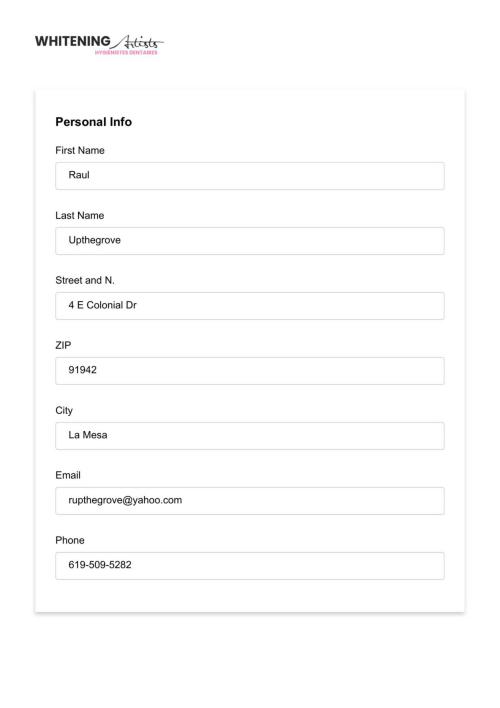 WHITENING Artists
HYGIÉNISTES DENTAIRES
Personal Info
First Name
Raul
Last Name
Upthegrove
Street and N.
4 E Colonial Dr
ZIP
91942
City
La Mesa
Email
rupthegrove@yahoo.com
Phone
619-509-5282